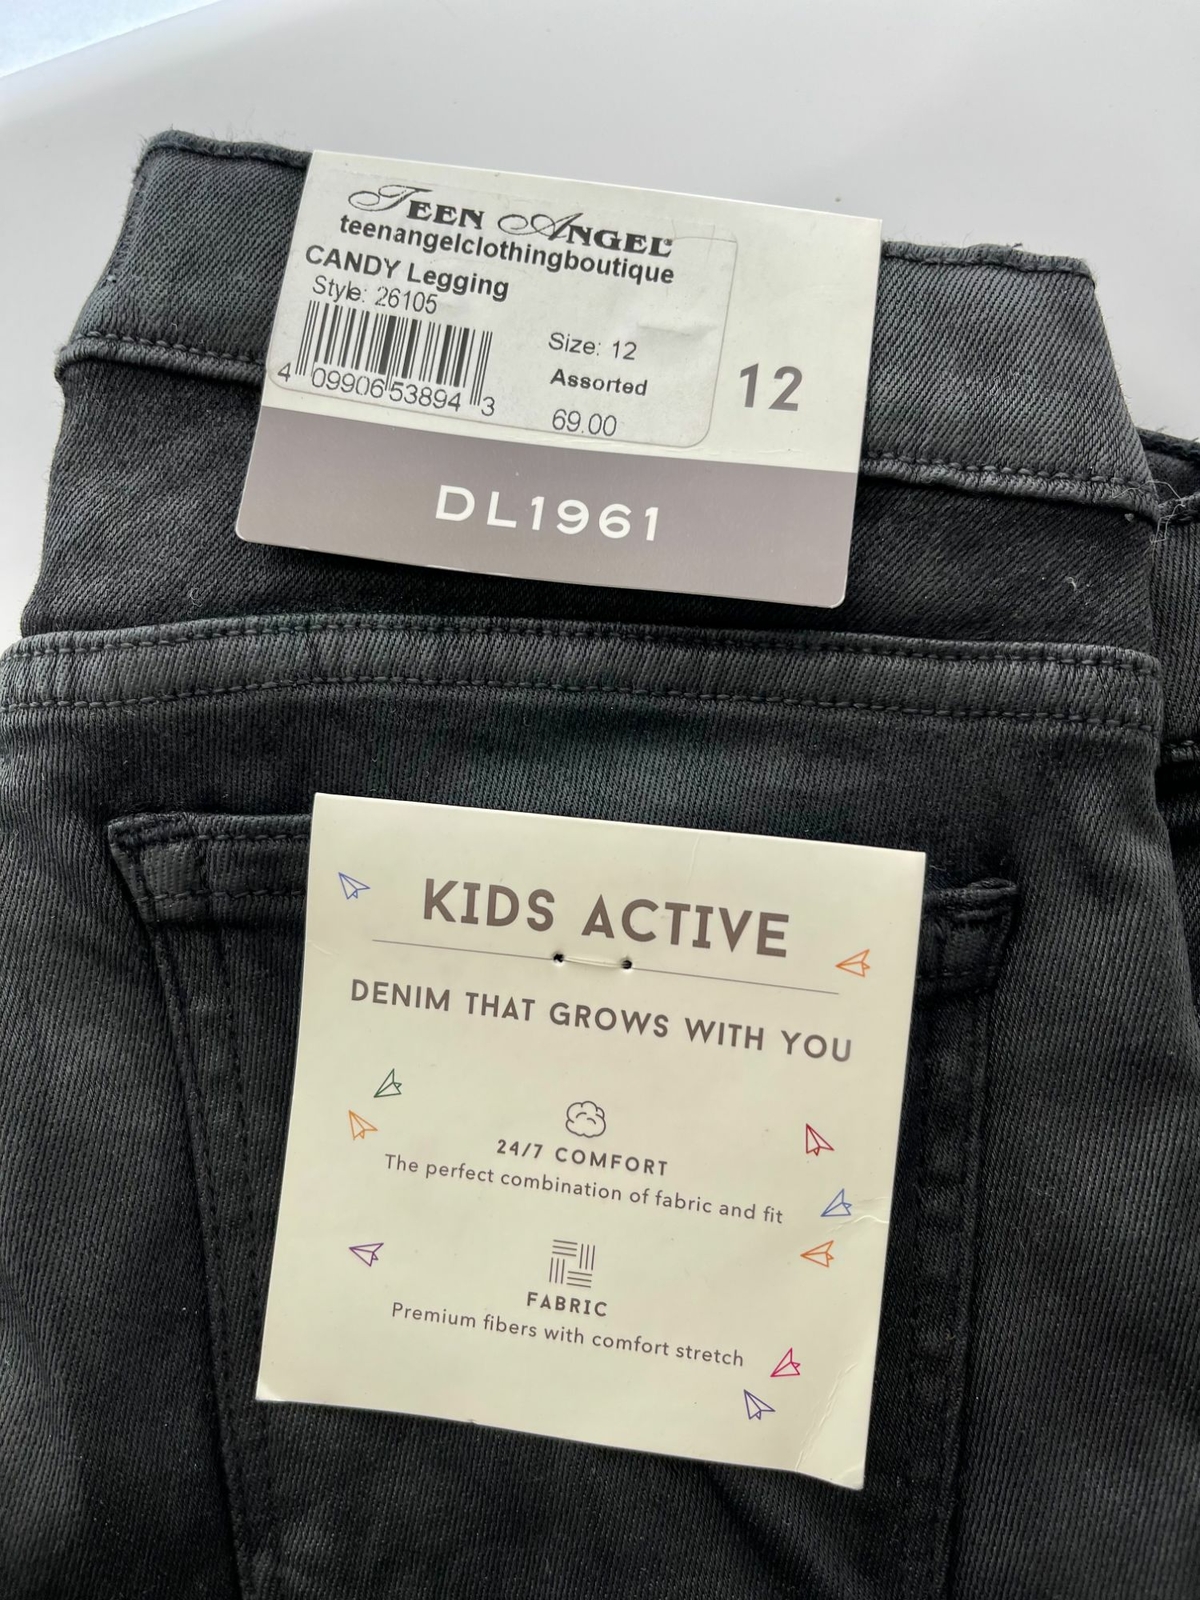 TEEN ANGEL
teenangelclothingboutique
CANDY Legging
Style: 26105
Size: 12
Assorted
69.00
4 09906 53894 3
12
DL1961
KIDS ACTIVE
DENIM THAT GROWS WITH YOU
24/7 COMFORT
The perfect combination of fabric and fit
FABRIC
Premium fibers with comfort stretch